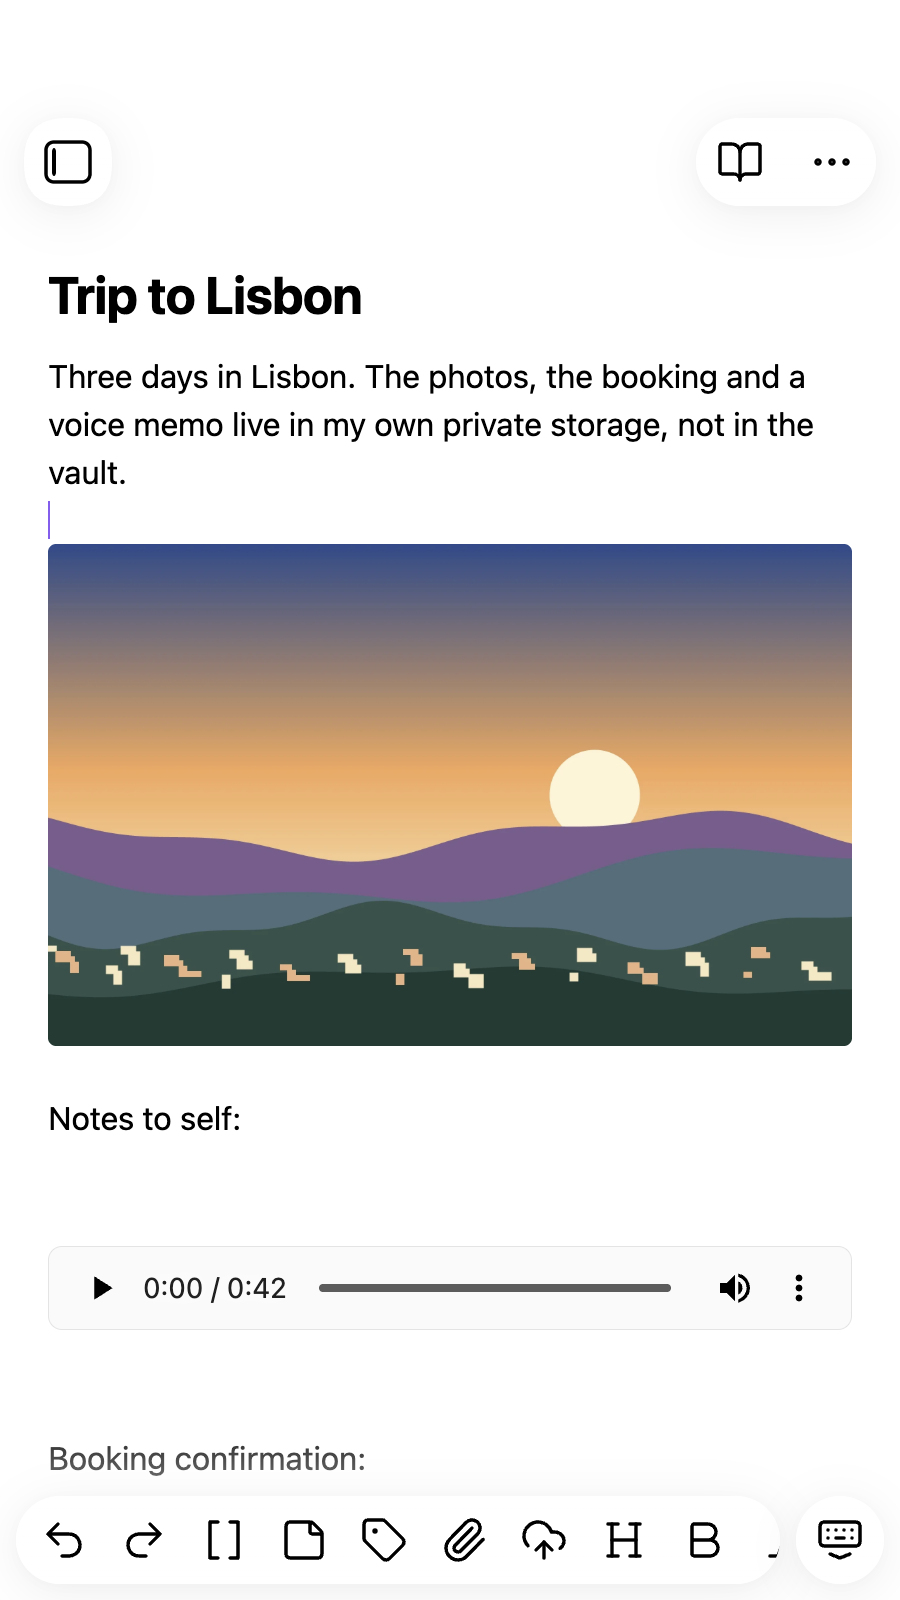 Trip to Lisbon
Three days in Lisbon. The photos, the booking and a
voice memo live in my own private storage, not in the
vault.
Notes to self:
0:00 / 0:42
Booking confirmation: